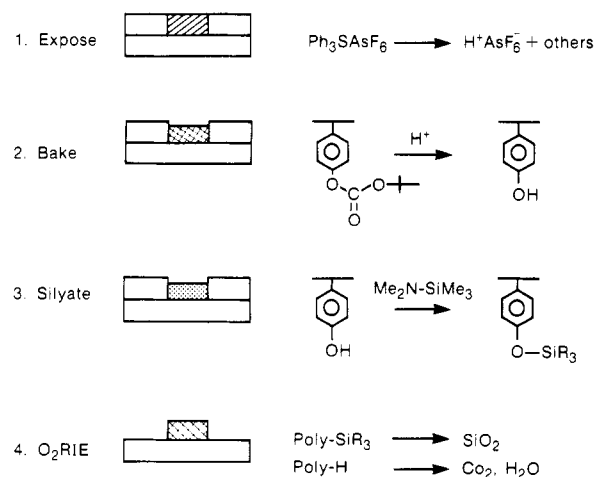 1. Expose
Ph3SAsF6 → H+AsF6− + others
2. Bake
H+
O
O
C
O
OH
3. Silyate
Me2N-SiMe3
OH
O—SiR3
4. O2RIE
Poly-SiR3 → SiO2
Poly-H → Co2, H2O